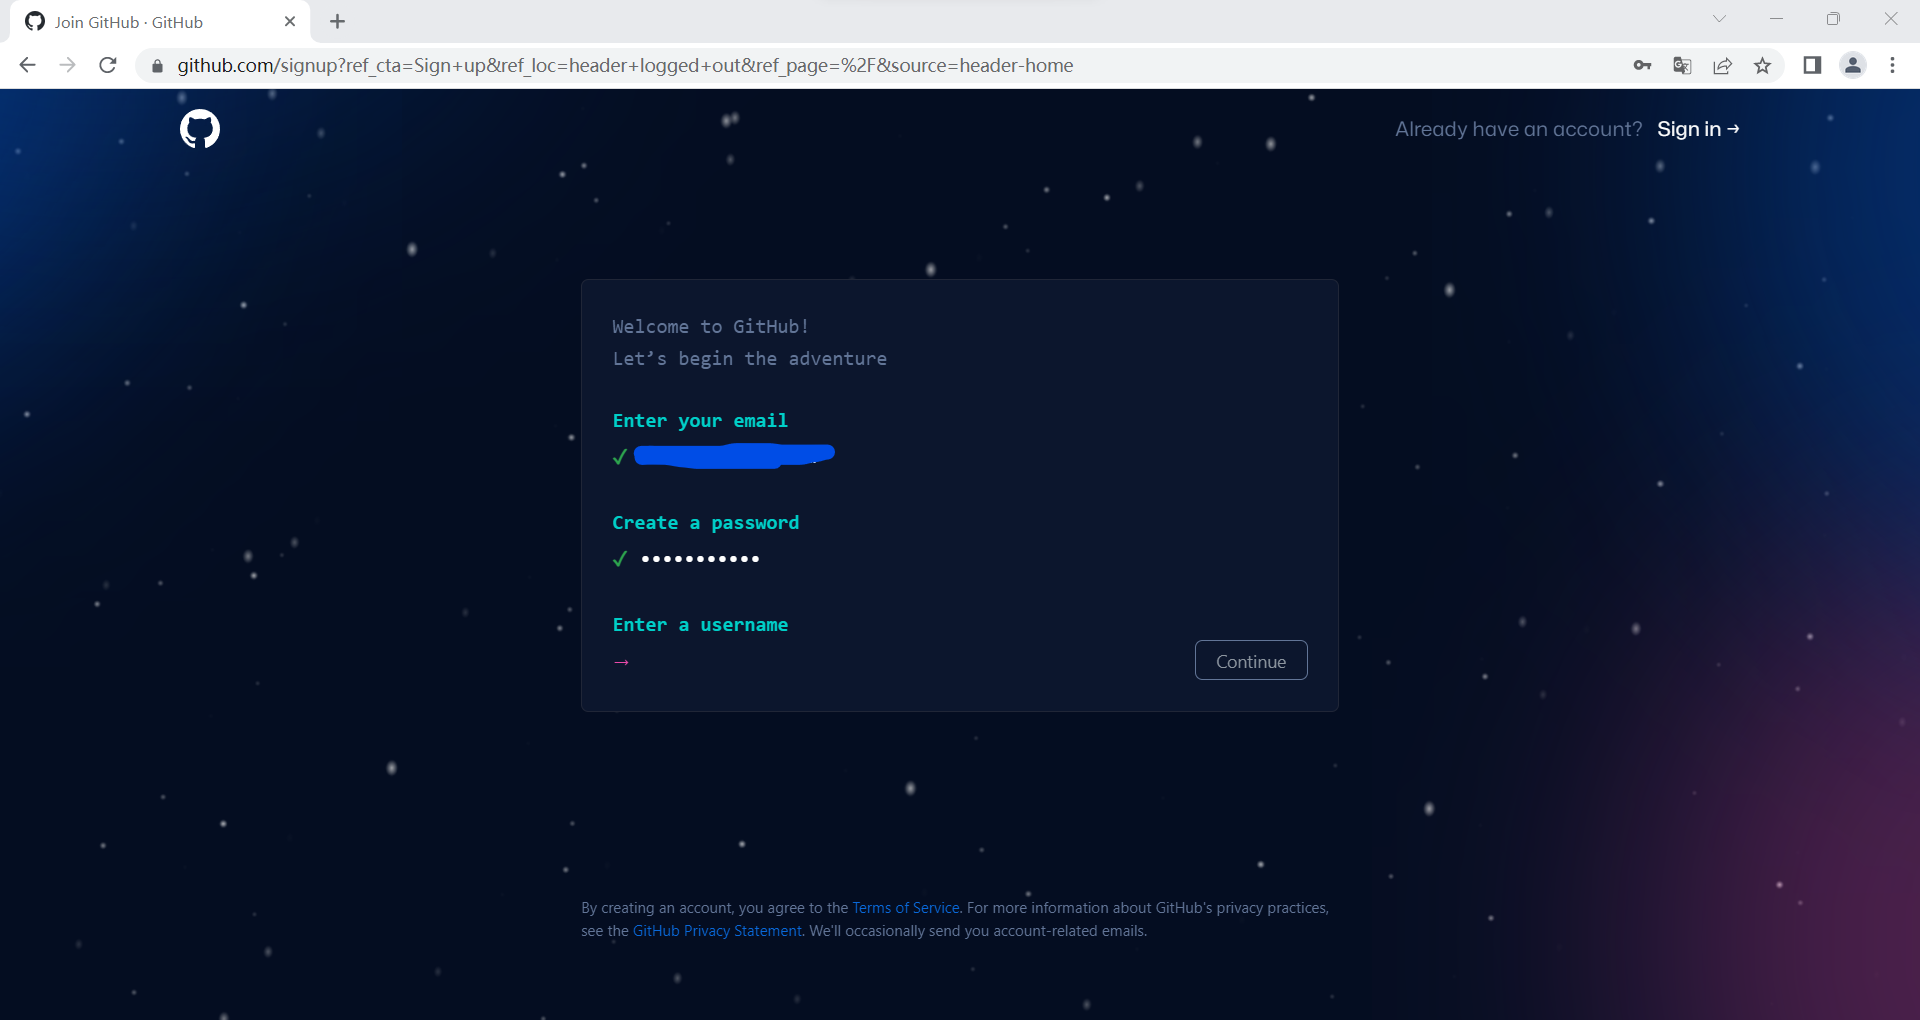 Join GitHub · GitHub
github.com/signup?ref_cta=Sign+up&ref_loc=header+logged+out&ref_page=%2F&source=header-home
Already have an account? Sign in →
Welcome to GitHub!
Let’s begin the adventure
Enter your email
✓
Create a password
✓ •••••••••••
Enter a username
→
Continue
By creating an account, you agree to the Terms of Service. For more information about GitHub's privacy practices,
see the GitHub Privacy Statement. We'll occasionally send you account-related emails.